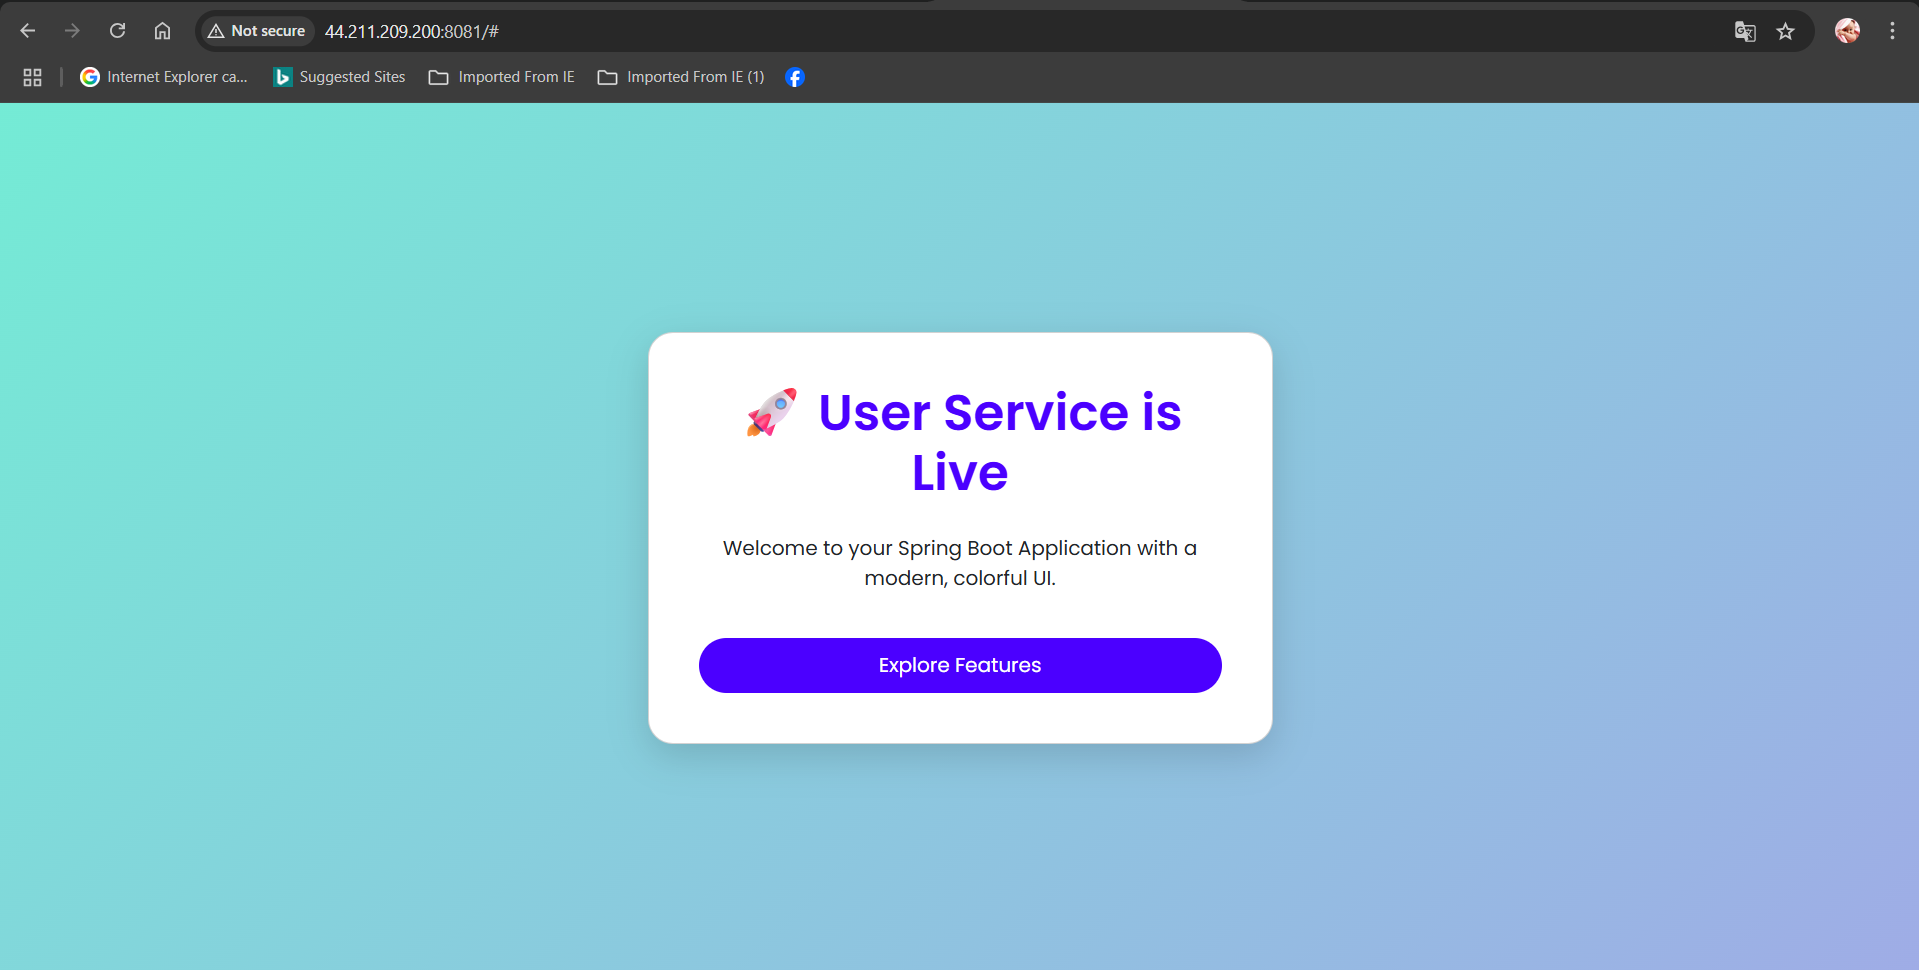 Not secure 44.211.209.200:8081/#
Internet Explorer ca... Suggested Sites Imported From IE Imported From IE (1)
🚀 User Service is
Live
Welcome to your Spring Boot Application with a
modern, colorful UI.
Explore Features